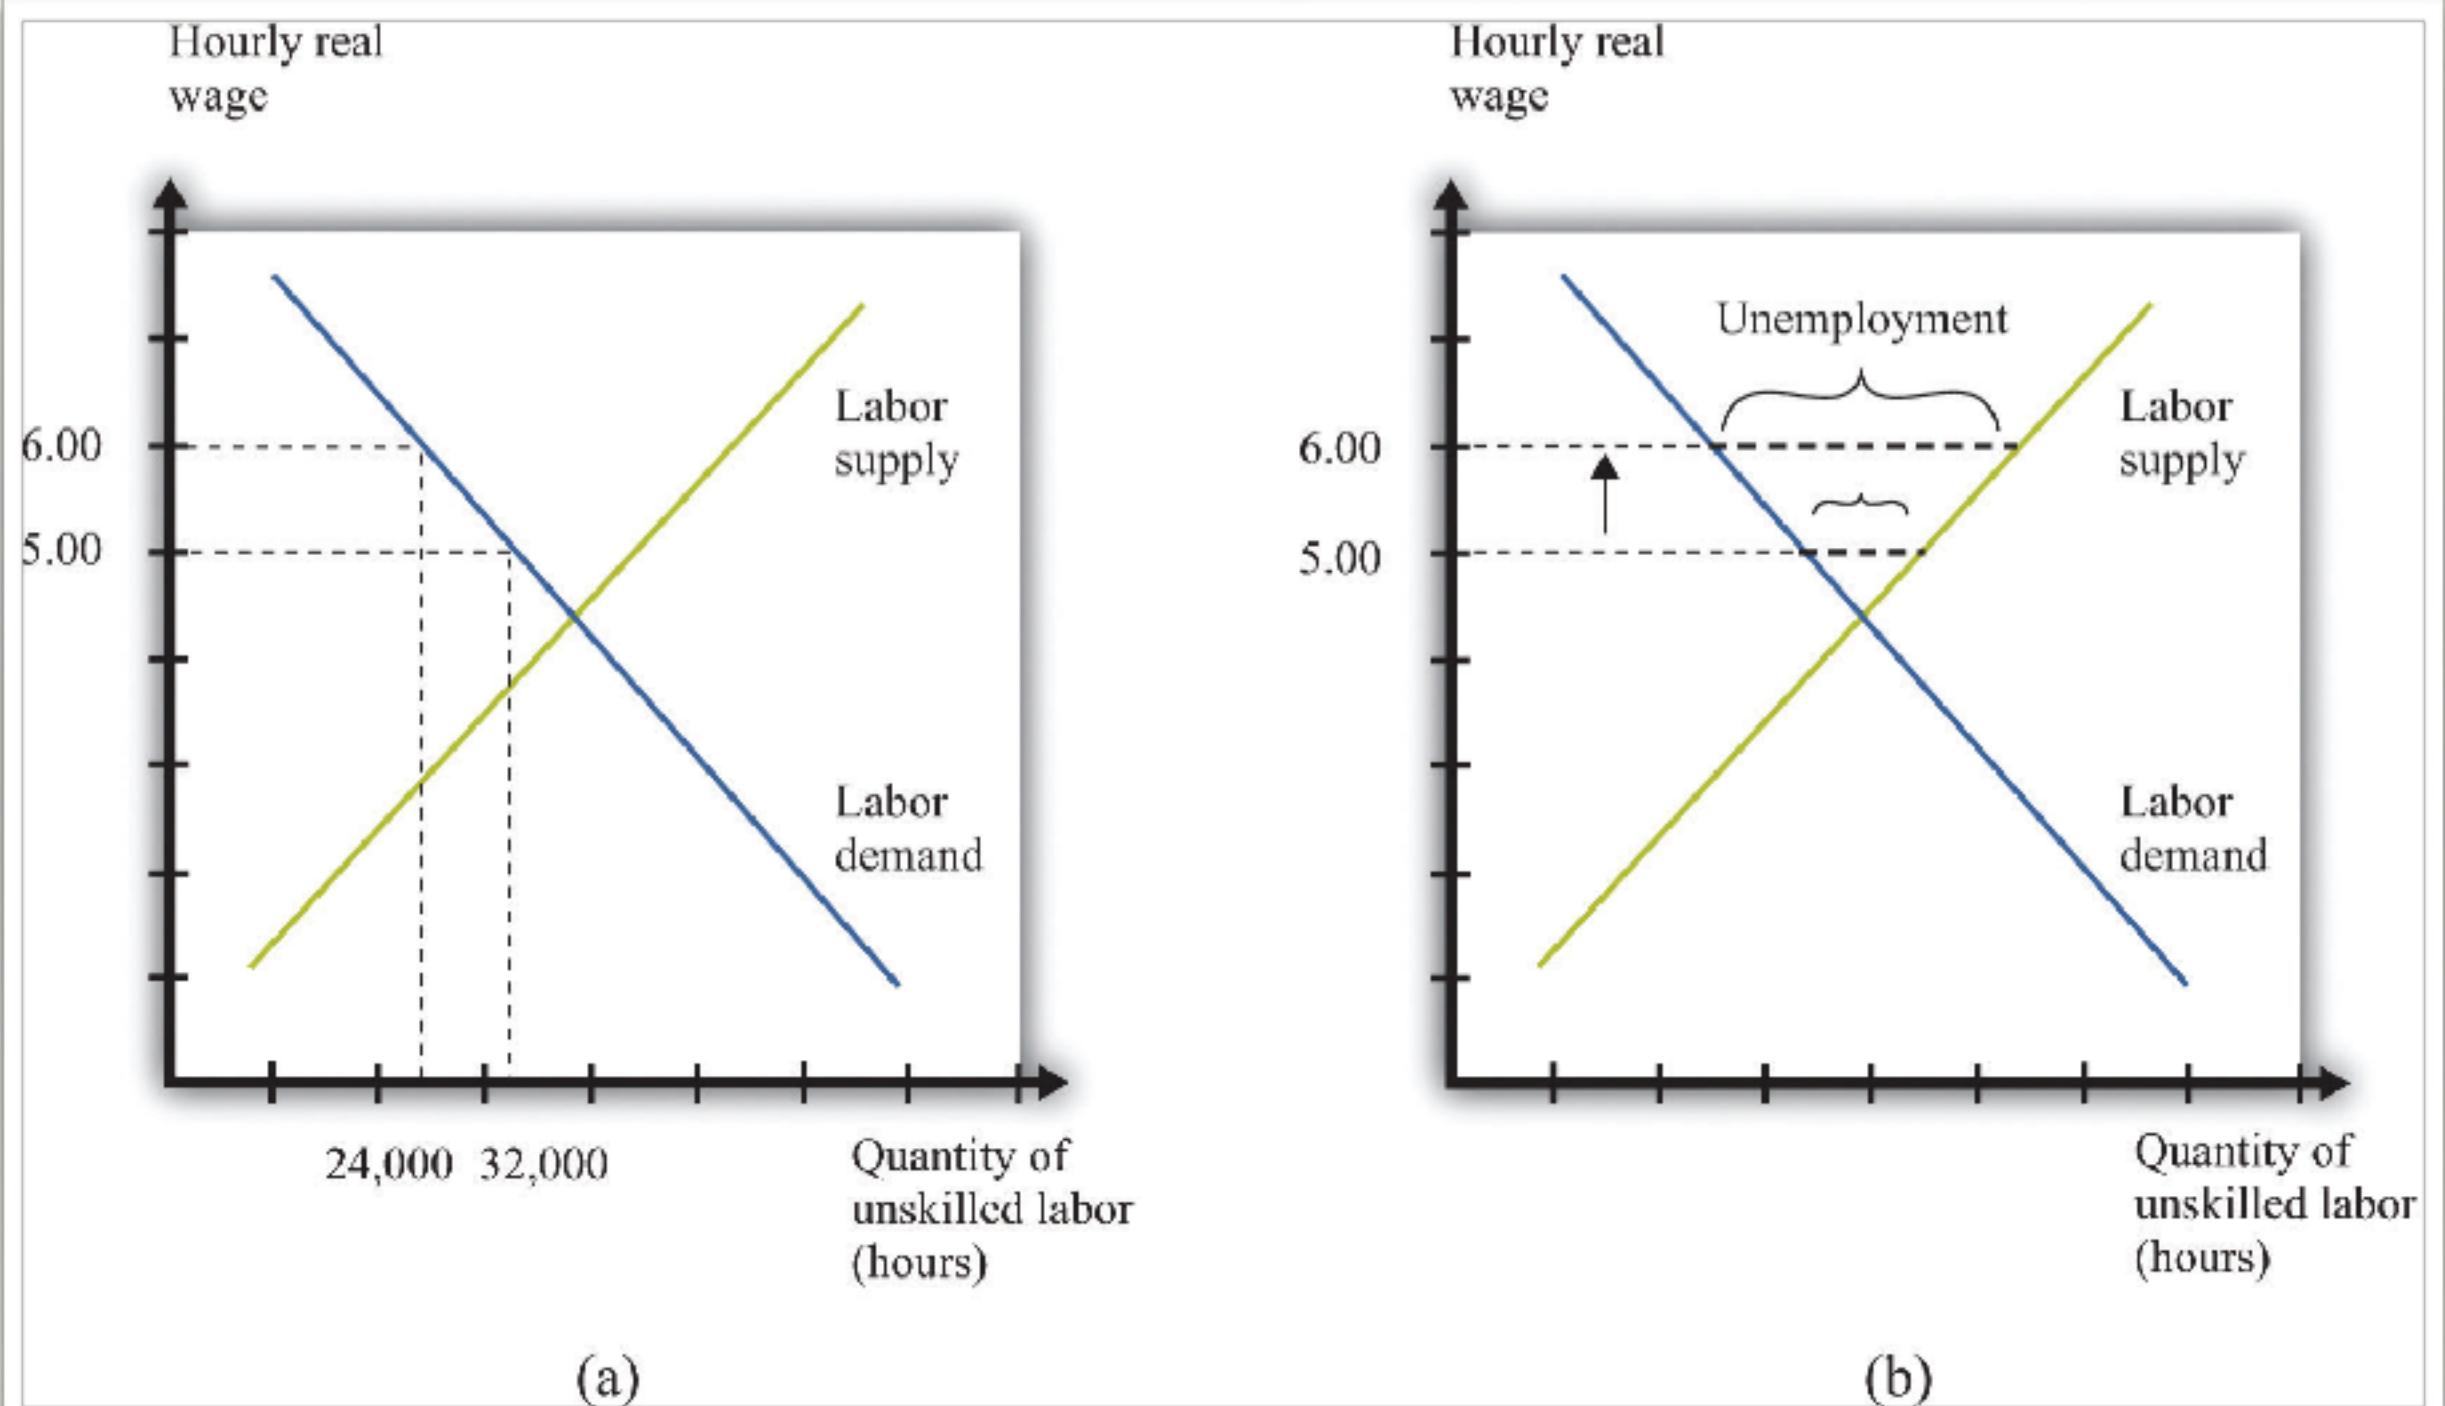 Hourly real
wage
6.00
5.00
Labor
supply
Labor
demand
24,000 32,000
Quantity of
unskilled labor
(hours)
(a)
Hourly real
wage
Unemployment
6.00
5.00
Labor
supply
Labor
demand
Quantity of
unskilled labor
(hours)
(b)